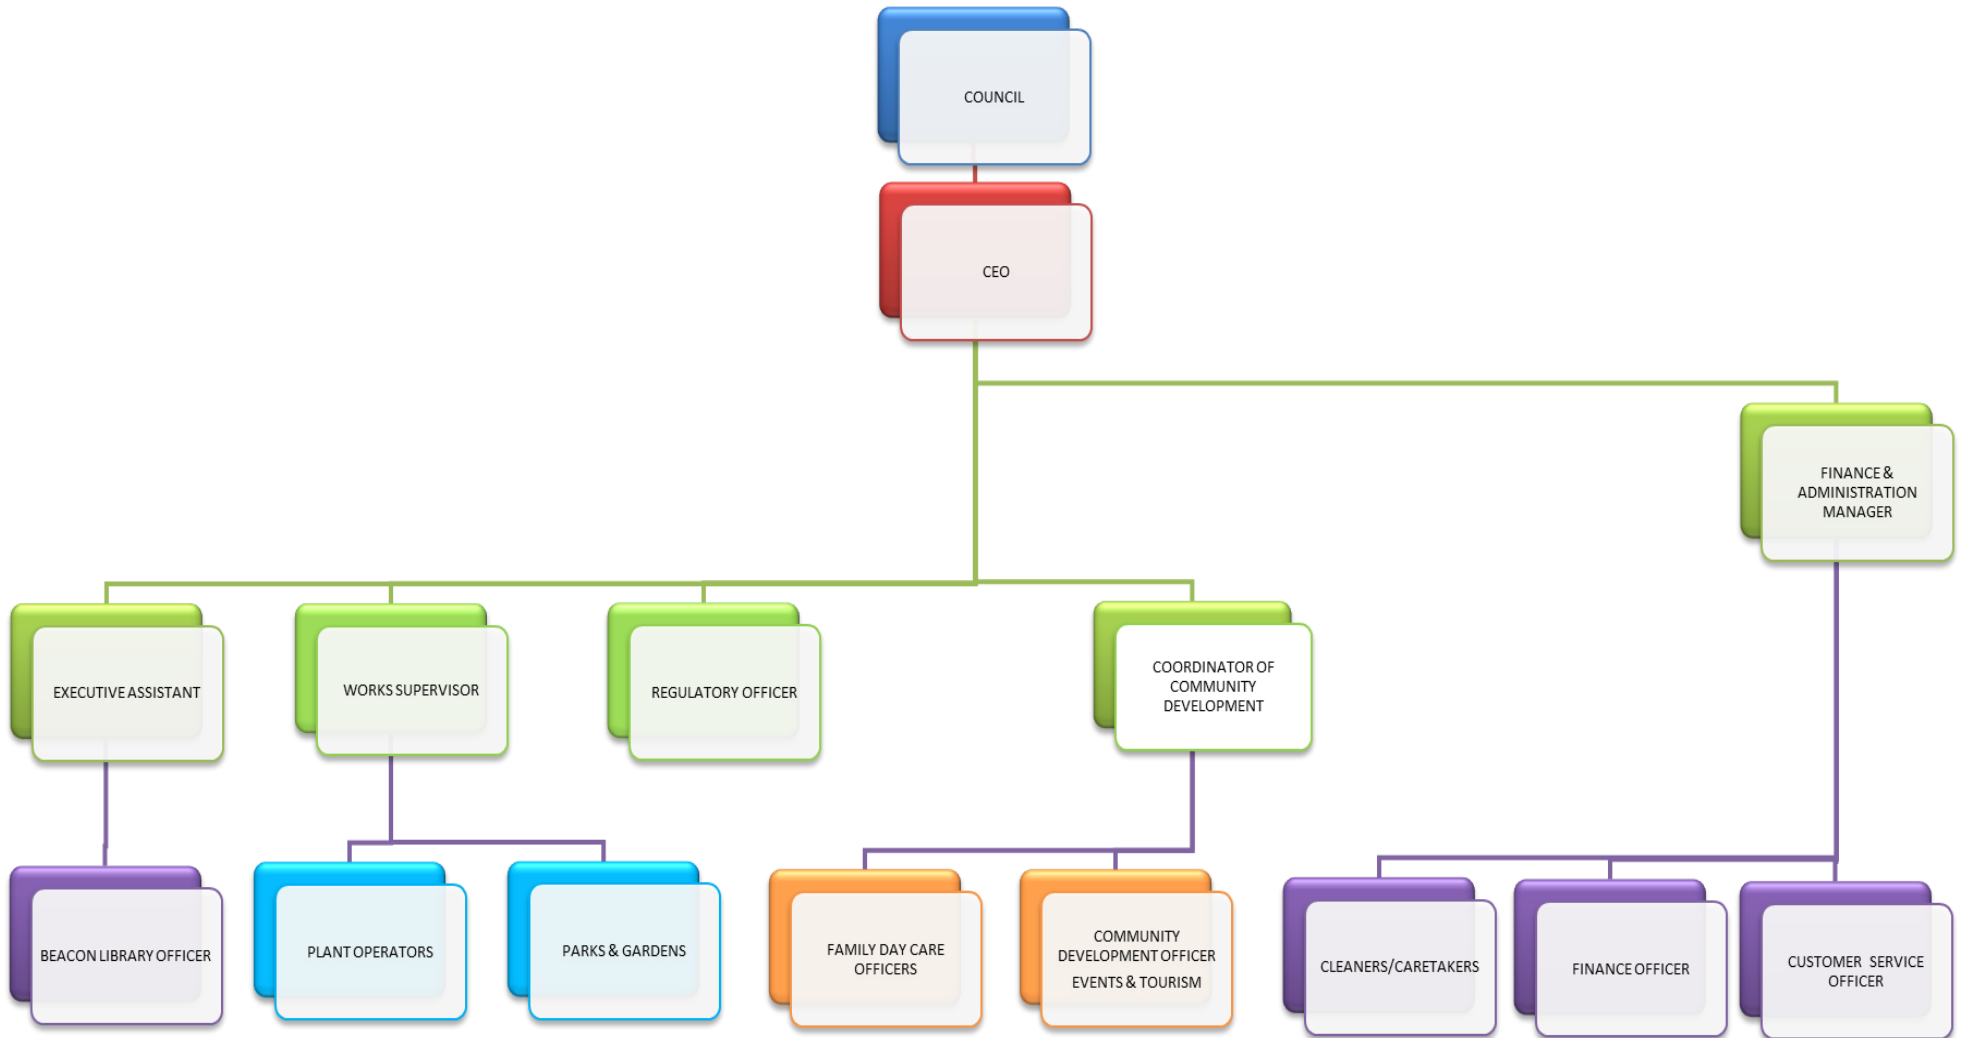 COUNCIL
CEO
FINANCE &
ADMINISTRATION
MANAGER
EXECUTIVE ASSISTANT
WORKS SUPERVISOR
REGULATORY OFFICER
COORDINATOR OF
COMMUNITY
DEVELOPMENT
BEACON LIBRARY OFFICER
PLANT OPERATORS
PARKS & GARDENS
FAMILY DAY CARE
OFFICERS
COMMUNITY
DEVELOPMENT OFFICER
EVENTS & TOURISM
CLEANERS/CARETAKERS
FINANCE OFFICER
CUSTOMER SERVICE
OFFICER